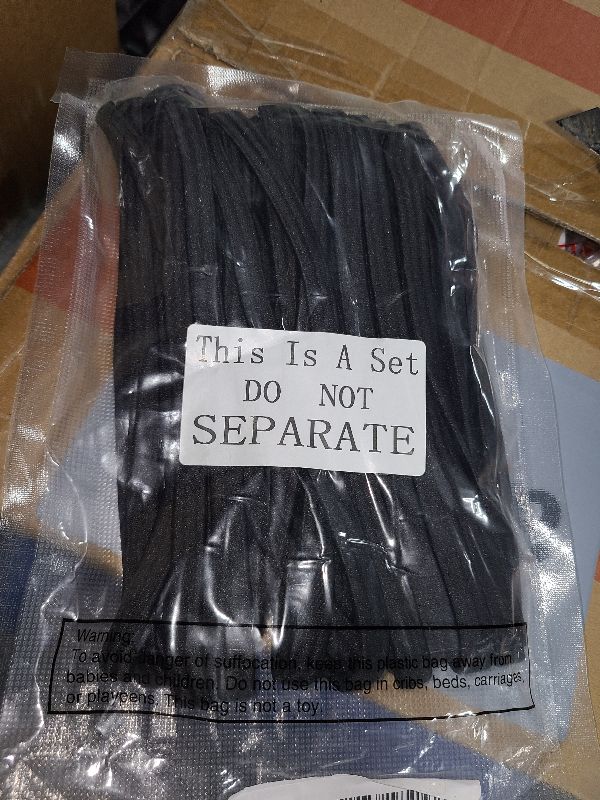 This Is A Set
DO NOT
SEPARATE
Warning:
To avoid danger of suffocation, keep this plastic bag away from
babies and children. Do not use this bag in cribs, beds, carriages,
or playpens. This bag is not a toy.